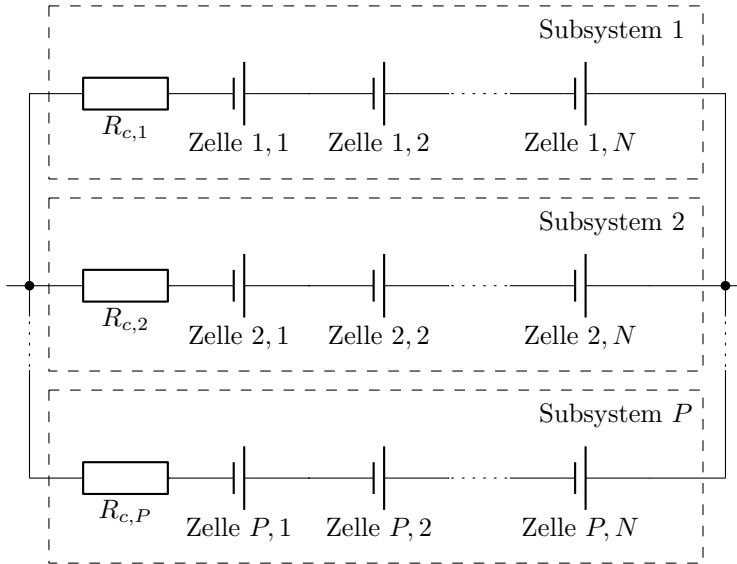 Subsystem 1
R_{c,1}
Zelle 1, 1
Zelle 1, 2
Zelle 1, N
Subsystem 2
R_{c,2}
Zelle 2, 1
Zelle 2, 2
Zelle 2, N
Subsystem P
R_{c,P}
Zelle P, 1
Zelle P, 2
Zelle P, N